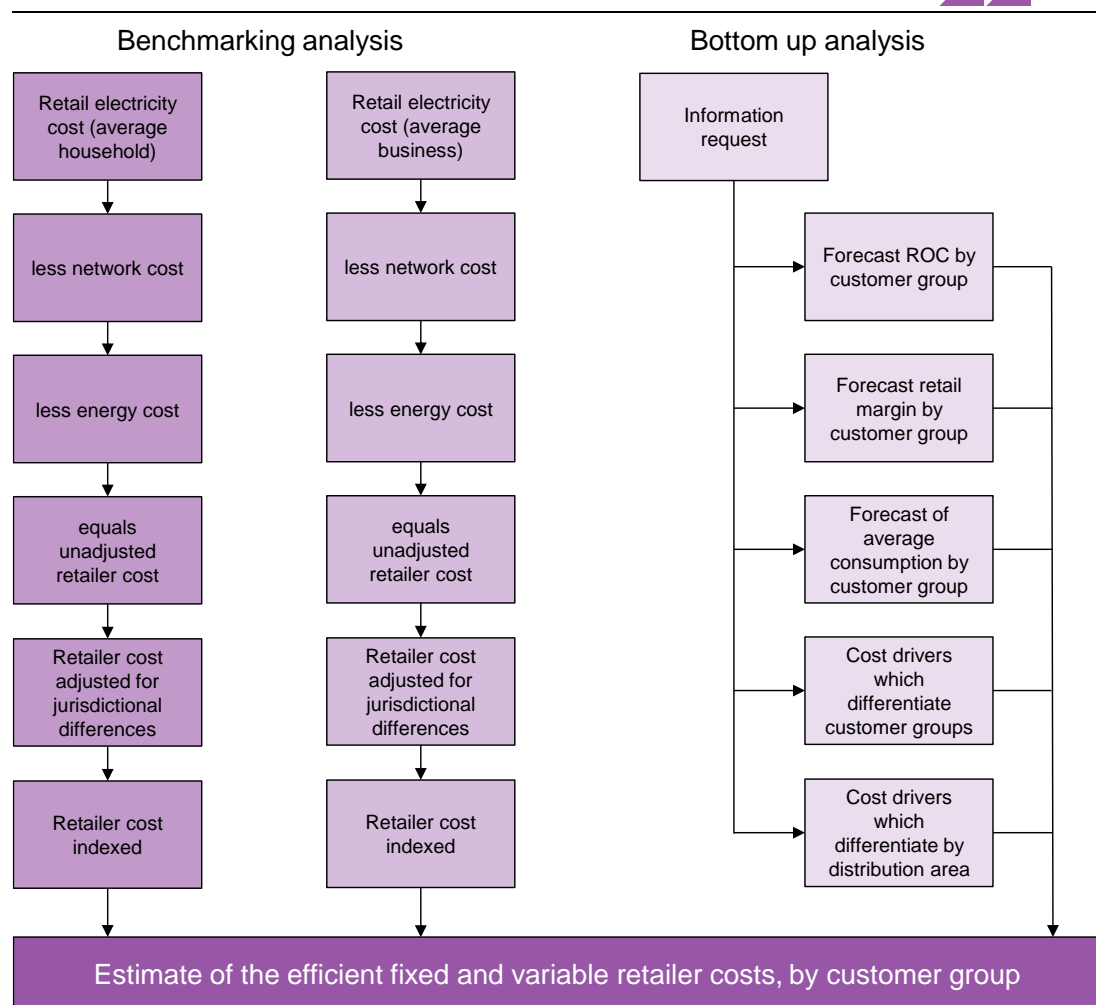 Benchmarking analysis
Bottom up analysis
Retail electricity
cost (average
household)
less network cost
less energy cost
equals
unadjusted
retailer cost
Retailer cost
adjusted for
jurisdictional
differences
Retailer cost
indexed
Retail electricity
cost (average
business)
less network cost
less energy cost
equals
unadjusted
retailer cost
Retailer cost
adjusted for
jurisdictional
differences
Retailer cost
indexed
Information
request
Forecast ROC by
customer group
Forecast retail
margin by
customer group
Forecast of
average
consumption by
customer group
Cost drivers
which
differentiate
customer groups
Cost drivers
which
differentiate by
distribution area
Estimate of the efficient fixed and variable retailer costs, by customer group